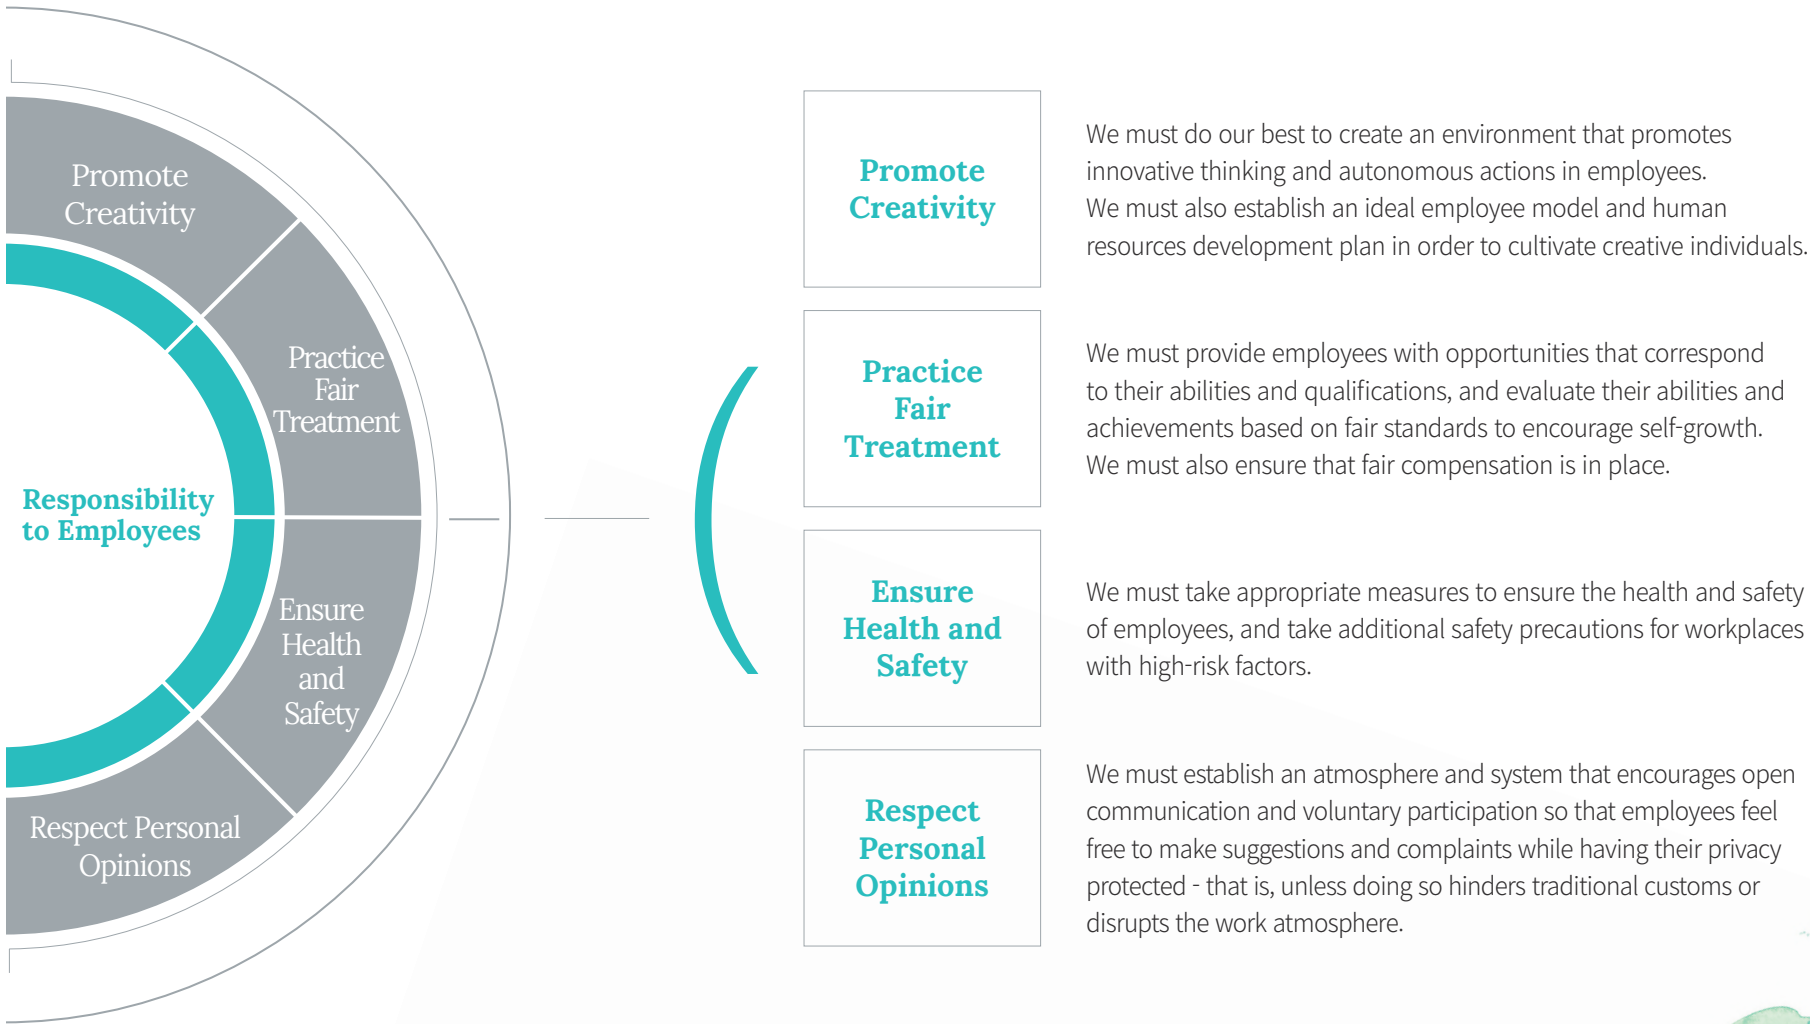 Promote
Creativity
Practice
Fair
Treatment
Responsibility
to Employees
Ensure
Health
and
Safety
Respect Personal
Opinions
Promote
Creativity
We must do our best to create an environment that promotes
innovative thinking and autonomous actions in employees.
We must also establish an ideal employee model and human
resources development plan in order to cultivate creative individuals.
Practice
Fair
Treatment
We must provide employees with opportunities that correspond
to their abilities and qualifications, and evaluate their abilities and
achievements based on fair standards to encourage self-growth.
We must also ensure that fair compensation is in place.
Ensure
Health and
Safety
We must take appropriate measures to ensure the health and safety
of employees, and take additional safety precautions for workplaces
with high-risk factors.
Respect
Personal
Opinions
We must establish an atmosphere and system that encourages open
communication and voluntary participation so that employees feel
free to make suggestions and complaints while having their privacy
protected - that is, unless doing so hinders traditional customs or
disrupts the work atmosphere.